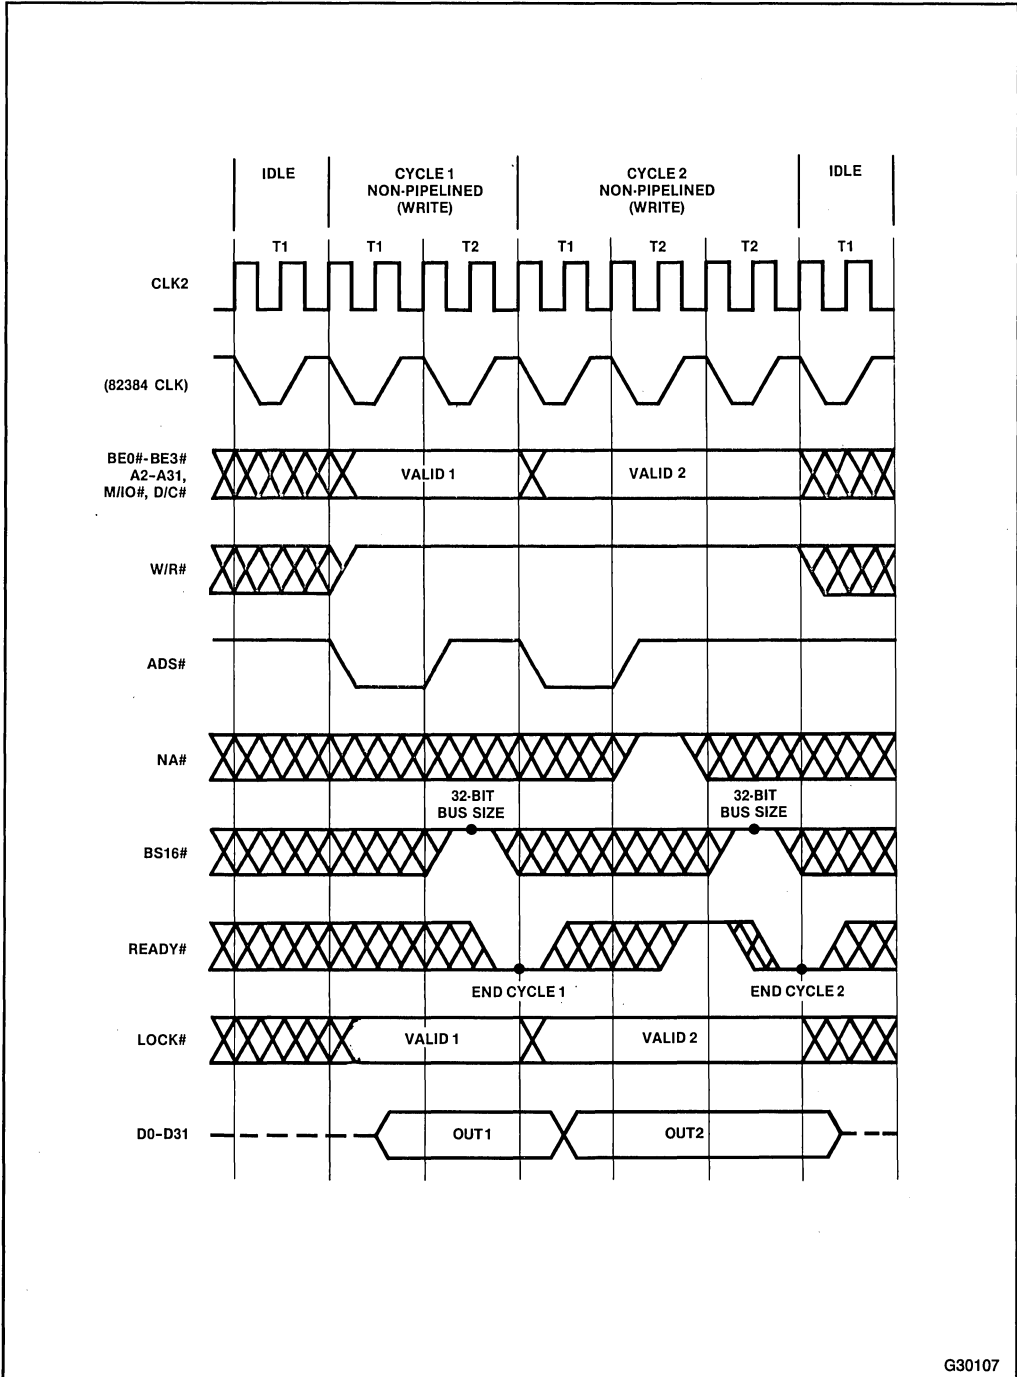 IDLE
CYCLE 1
NON-PIPELINED
(WRITE)
CYCLE 2
NON-PIPELINED
(WRITE)
IDLE
T1 T1 T2 T1 T2 T2 T1
CLK2
(82384 CLK)
BE0#-BE3#
A2-A31,
M/IO#, D/C#
VALID 1 VALID 2
W/R#
ADS#
NA#
32-BIT
BUS SIZE
32-BIT
BUS SIZE
BS16#
READY#
END CYCLE 1 END CYCLE 2
LOCK# VALID 1 VALID 2
D0-D31 OUT1 OUT2
G30107